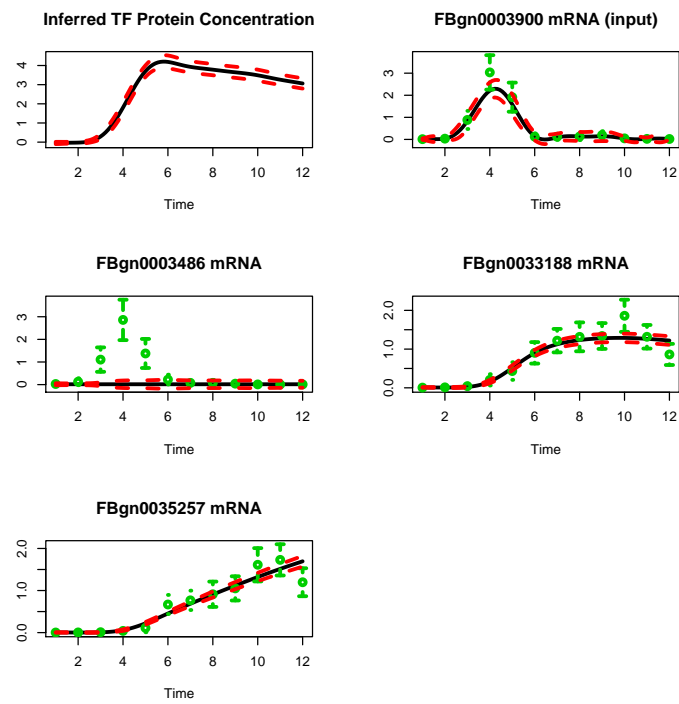 Inferred TF Protein Concentration
0 1 2 3 4
2 4 6 8 10 12
Time
FBgn0003900 mRNA (input)
0 1 2 3
2 4 6 8 10 12
Time
FBgn0003486 mRNA
0 1 2 3
2 4 6 8 10 12
Time
FBgn0033188 mRNA
0.0 1.0 2.0
2 4 6 8 10 12
Time
FBgn0035257 mRNA
0.0 1.0 2.0
2 4 6 8 10 12
Time